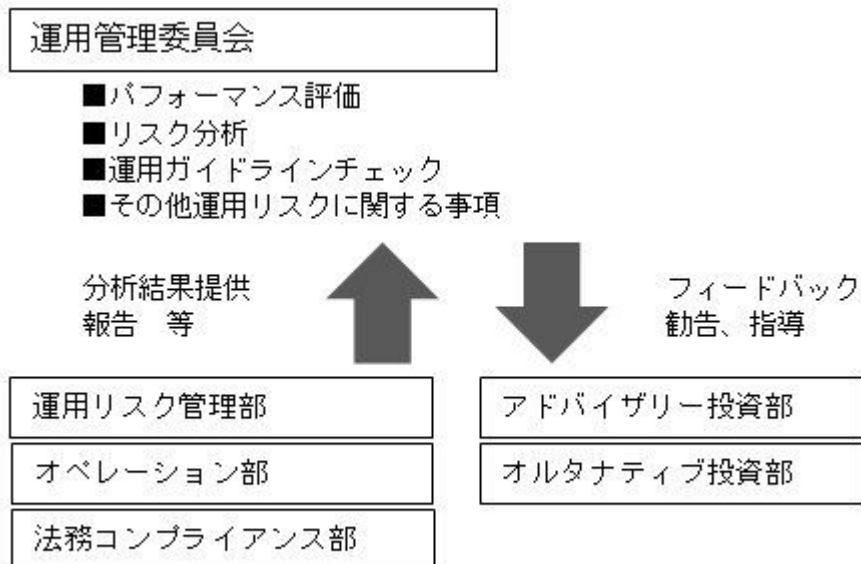 運用管理委員会
■パフォーマンス評価
■リスク分析
■運用ガイドラインチェック
■その他運用リスクに関する事項
分析結果提供
報告　等
フィードバック
勧告、指導
運用リスク管理部
オペレーション部
法務コンプライアンス部
アドバイザリー投資部
オルタナティブ投資部